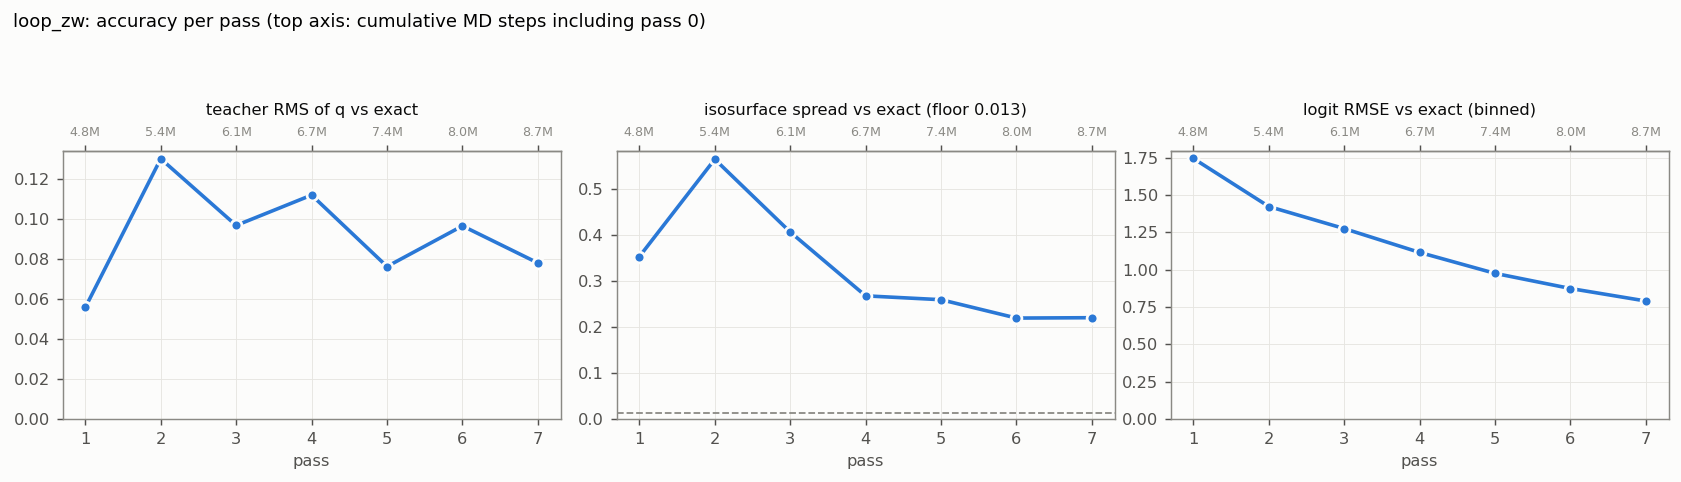 loop_zw: accuracy per pass (top axis: cumulative MD steps including pass 0)
teacher RMS of q vs exact
4.8M 5.4M 6.1M 6.7M 7.4M 8.0M 8.7M
0.12
0.10
0.08
0.06
0.04
0.02
0.00
1 2 3 4 5 6 7
pass
isosurface spread vs exact (floor 0.013)
4.8M 5.4M 6.1M 6.7M 7.4M 8.0M 8.7M
0.5
0.4
0.3
0.2
0.1
0.0
1 2 3 4 5 6 7
pass
logit RMSE vs exact (binned)
4.8M 5.4M 6.1M 6.7M 7.4M 8.0M 8.7M
1.75
1.50
1.25
1.00
0.75
0.50
0.25
0.00
1 2 3 4 5 6 7
pass